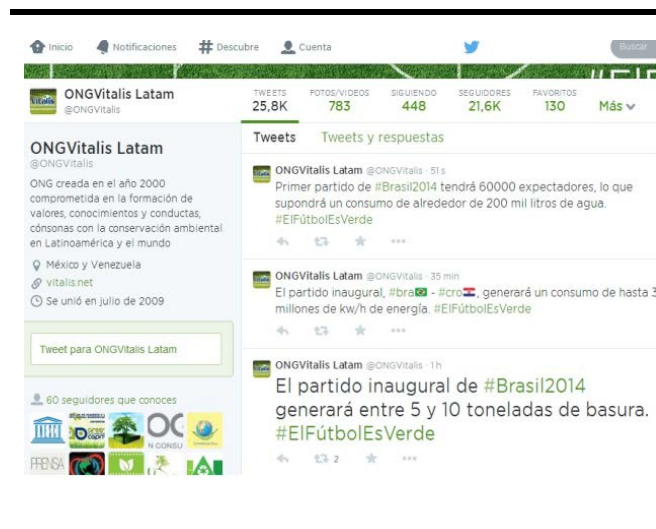 Inicio Notificaciones # Descubre Cuenta Buscar
ONGVitalis Latam
@ONGVitalis
TWEETS FOTOS/VIDEOS SIGUIENDO SEGUIDORES FAVORITOS
25,8K 783 448 21,6K 130 Más
ONGVitalis Latam
@ONGVitalis
ONG creada en el año 2000
comprometida en la formación de
valores, conocimientos y conductas,
cónsonas con la conservación ambiental
en Latinoamérica y el mundo
México y Venezuela
vitalis.net
Se unió en julio de 2009
Tweet para ONGVitalis Latam
60 seguidores que conoces
Tweets Tweets y respuestas
ONGVitalis Latam @ONGVitalis · 51 s
Primer partido de #Brasil2014 tendrá 60000 expectadores, lo que
supondrá un consumo de alrededor de 200 mil litros de agua.
#ElFútbolEsVerde
ONGVitalis Latam @ONGVitalis · 35 min
El partido inaugural, #bra - #cro, generará un consumo de hasta 3
millones de kw/h de energía. #ElFútbolEsVerde
ONGVitalis Latam @ONGVitalis · 1 h
El partido inaugural de #Brasil2014
generará entre 5 y 10 toneladas de basura.
#ElFútbolEsVerde
2